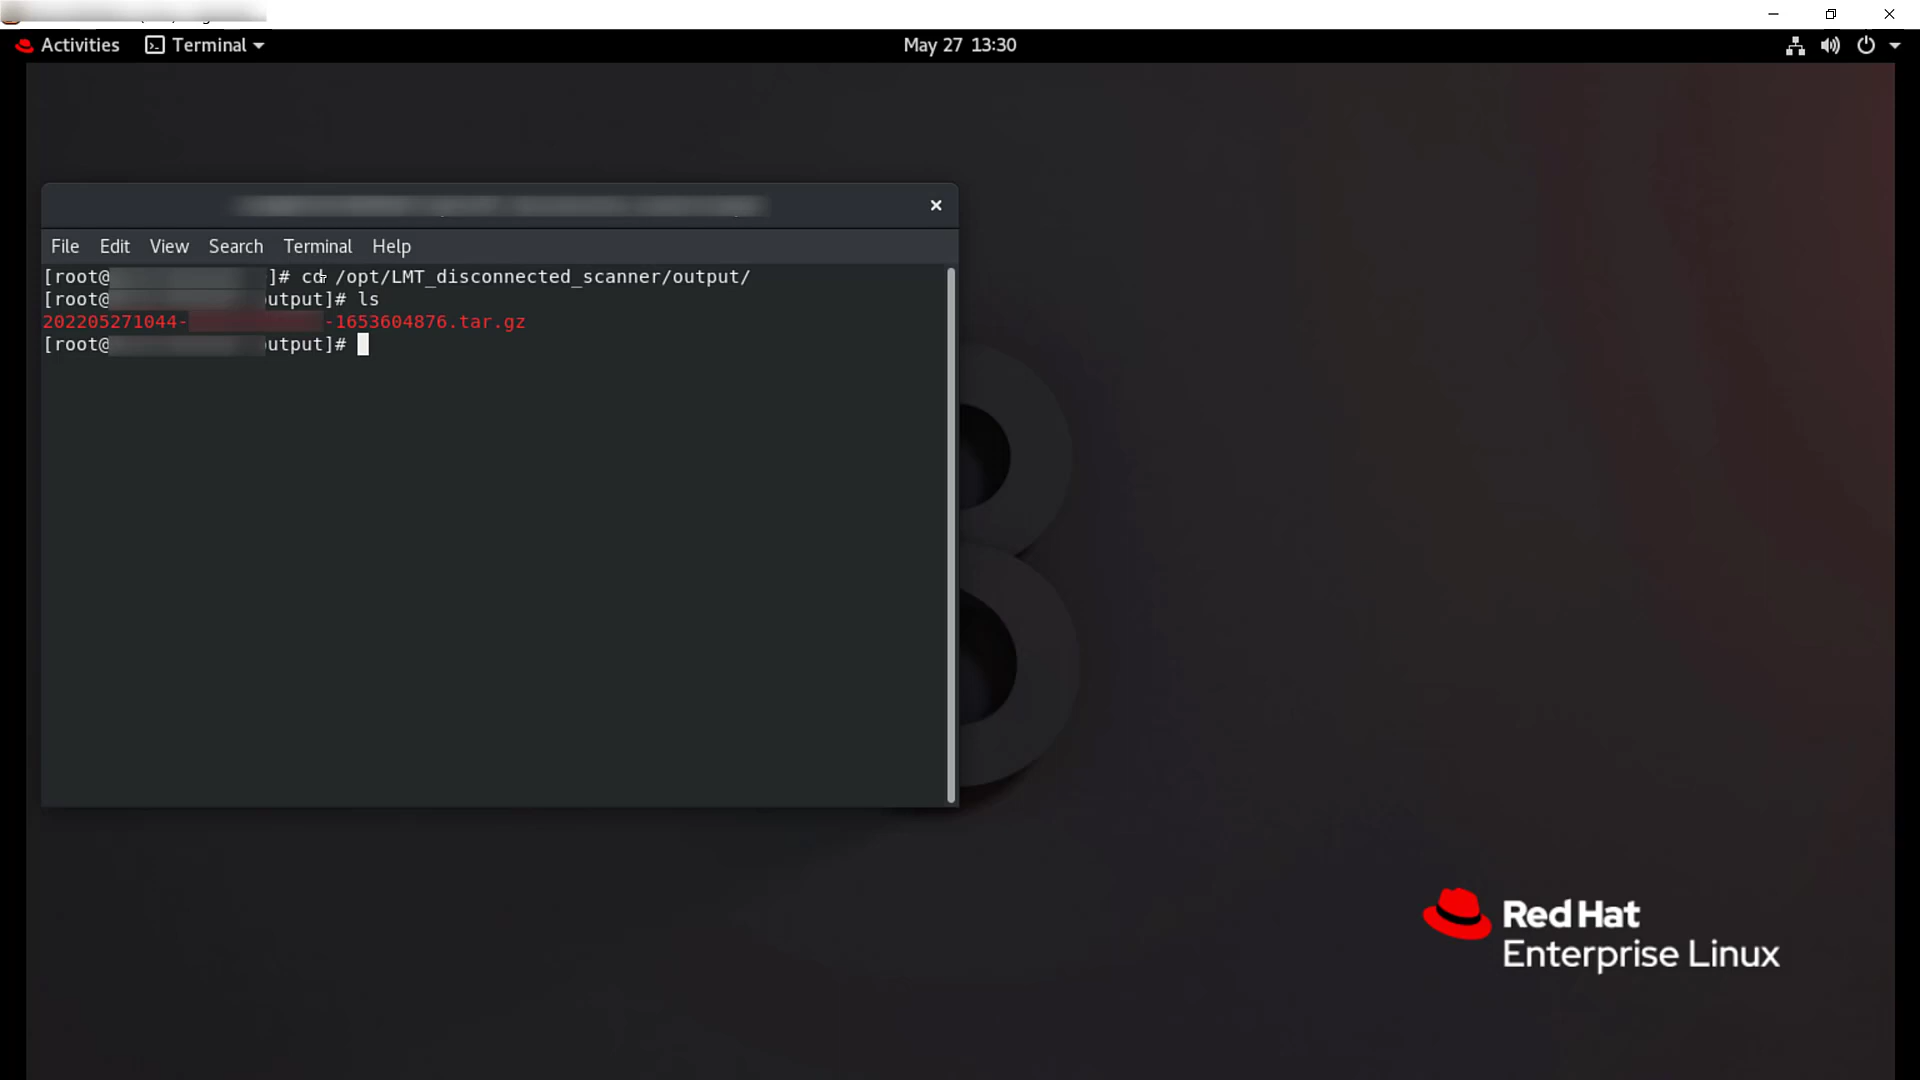 Activities Terminal May 27 13:30
File Edit View Search Terminal Help
[root@ ]# cd /opt/LMT_disconnected_scanner/output/
[root@ utput]# ls
202205271044- -1653604876.tar.gz
[root@ utput]#
Red Hat
Enterprise Linux